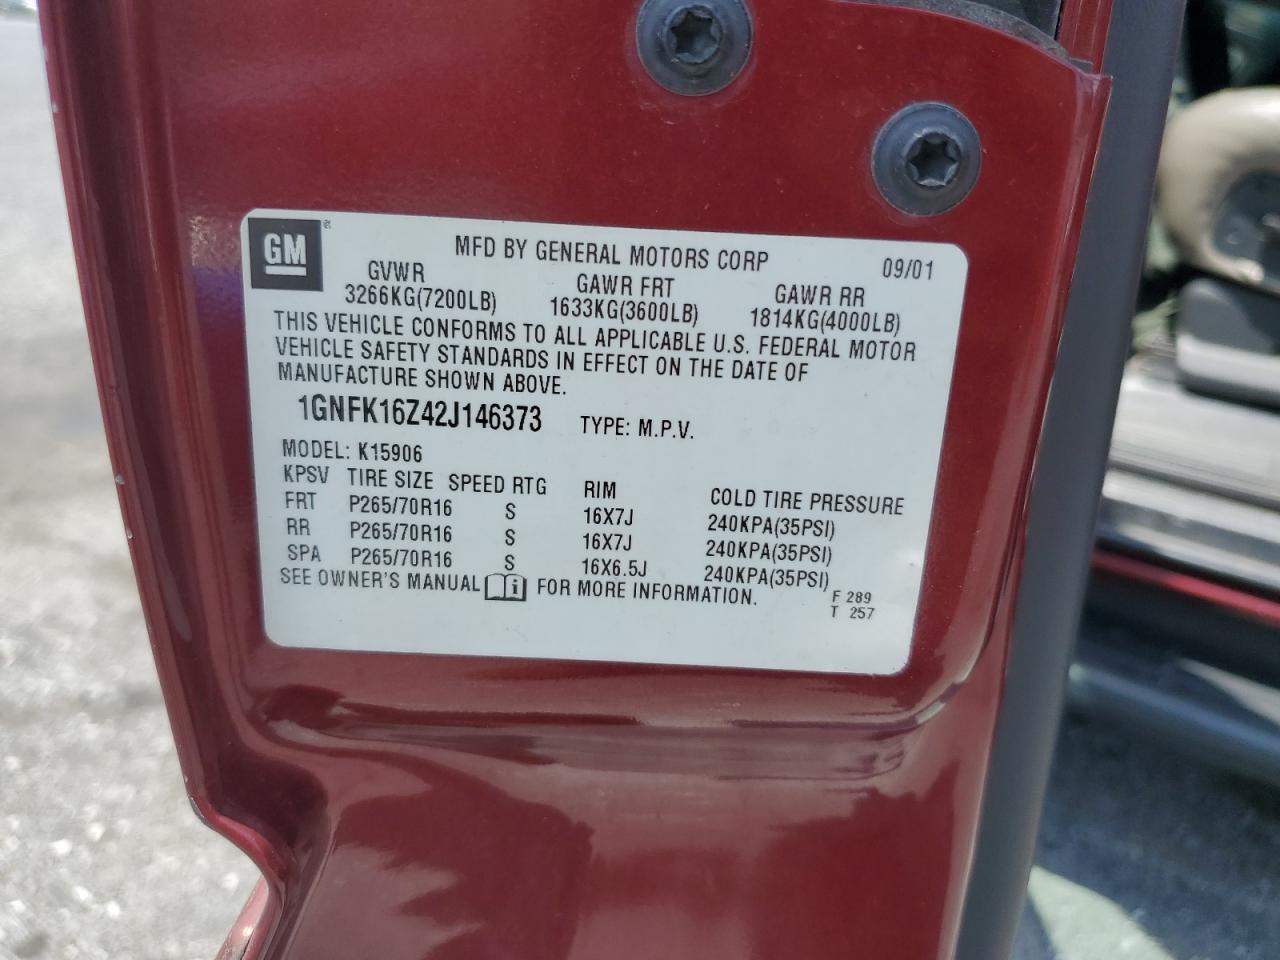 GM ®
MFD BY GENERAL MOTORS CORP 09/01
GVWR GAWR FRT GAWR RR
3266KG(7200LB) 1633KG(3600LB) 1814KG(4000LB)
THIS VEHICLE CONFORMS TO ALL APPLICABLE U.S. FEDERAL MOTOR
VEHICLE SAFETY STANDARDS IN EFFECT ON THE DATE OF
MANUFACTURE SHOWN ABOVE.
1GNFK16Z42J146373 TYPE: M.P.V.
MODEL: K15906
KPSV TIRE SIZE SPEED RTG RIM COLD TIRE PRESSURE
FRT P265/70R16 S 16X7J 240KPA(35PSI)
RR P265/70R16 S 16X7J 240KPA(35PSI)
SPA P265/70R16 S 16X6.5J 240KPA(35PSI)
SEE OWNER'S MANUAL FOR MORE INFORMATION.
F 289
T 257